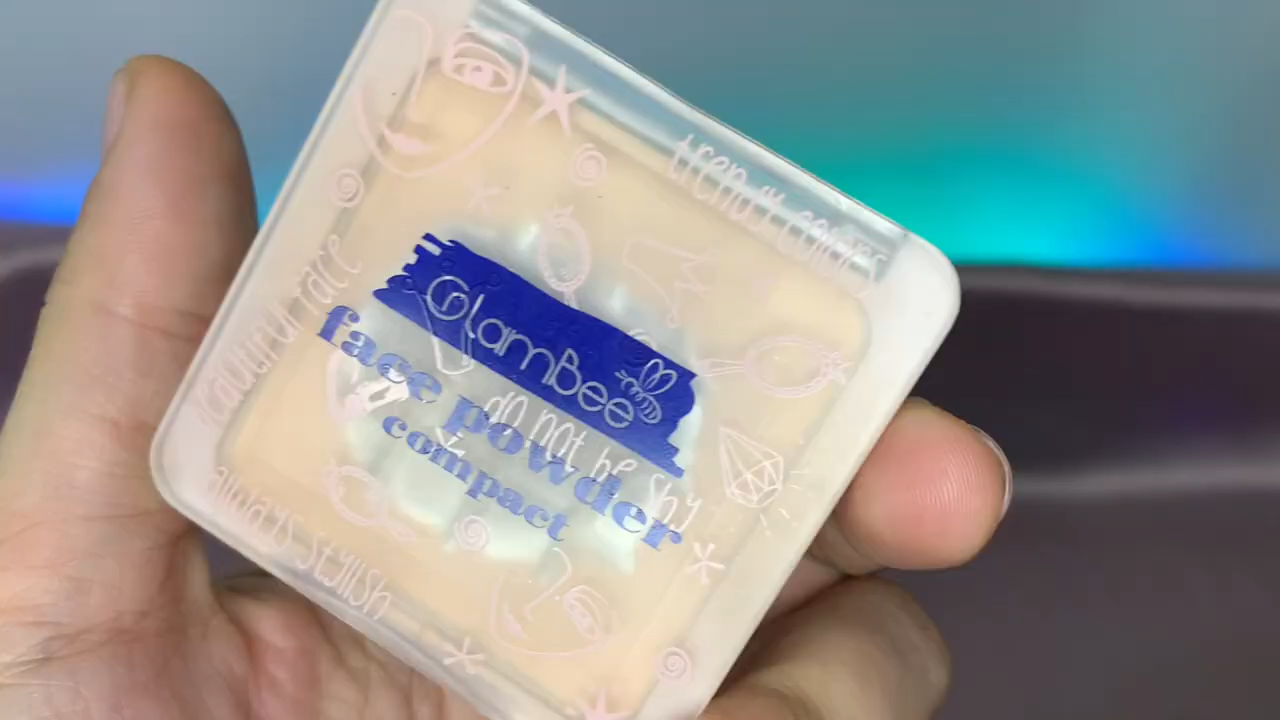 trendy colors
GlamBee
face powder
compact
do not be shy
beautiful face
always stylish